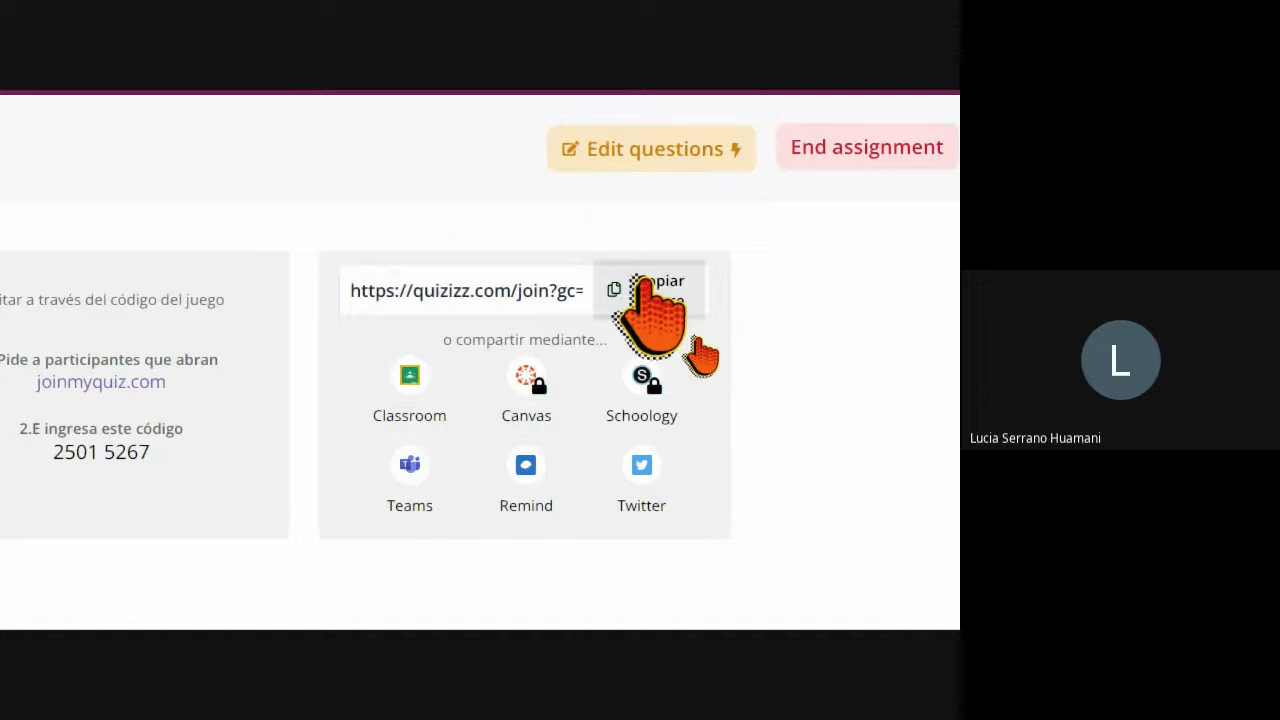 Edit questions
End assignment
itar a través del código del juego
Pide a participantes que abran
joinmyquiz.com
2.E ingresa este código
2501 5267
https://quizizz.com/join?gc=
o compartir mediante...
Classroom
Canvas
Schoology
Teams
Remind
Twitter
L
Lucia Serrano Huamani